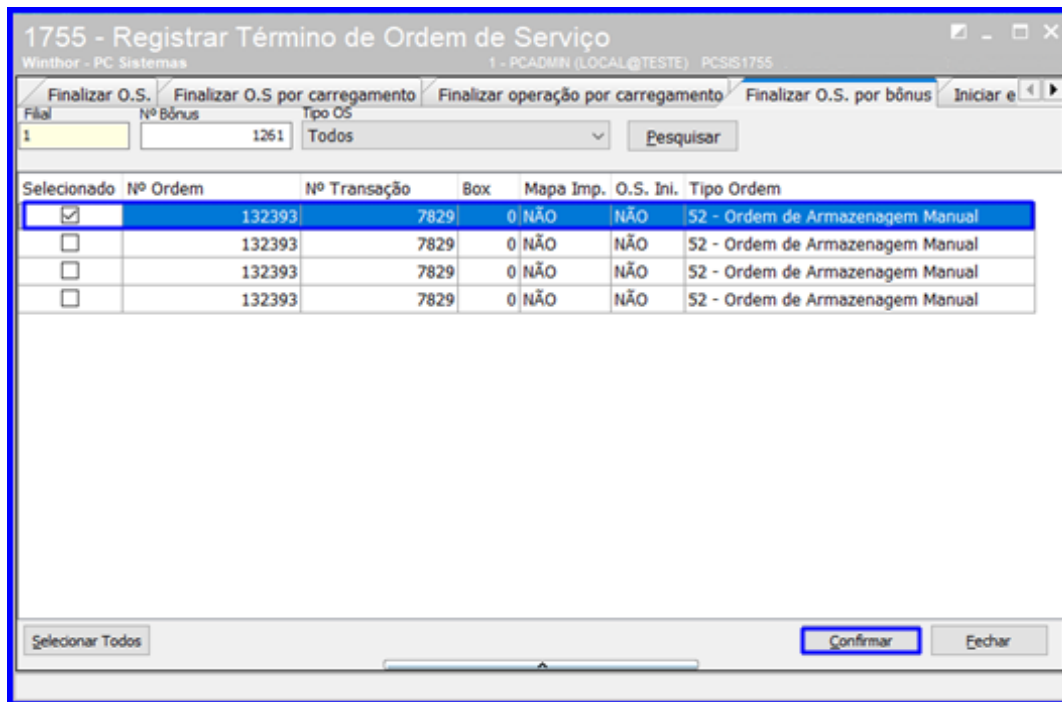 1755 - Registrar Término de Ordem de Serviço
Winthor - PC Sistemas 1 - PCADMIN (LOCAL@TESTE) PCSIS1755
Finalizar O.S. Finalizar O.S por carregamento Finalizar operação por carregamento Finalizar O.S. por bônus Iniciar e
Filial Nº Bônus Tipo OS
1 1261 Todos Pesquisar
Selecionado Nº Ordem Nº Transação Box Mapa Imp. O.S. Ini. Tipo Ordem
132393 7829 0 NÃO NÃO 52 - Ordem de Armazenagem Manual
132393 7829 0 NÃO NÃO 52 - Ordem de Armazenagem Manual
132393 7829 0 NÃO NÃO 52 - Ordem de Armazenagem Manual
132393 7829 0 NÃO NÃO 52 - Ordem de Armazenagem Manual
Selecionar Todos Confirmar Fechar